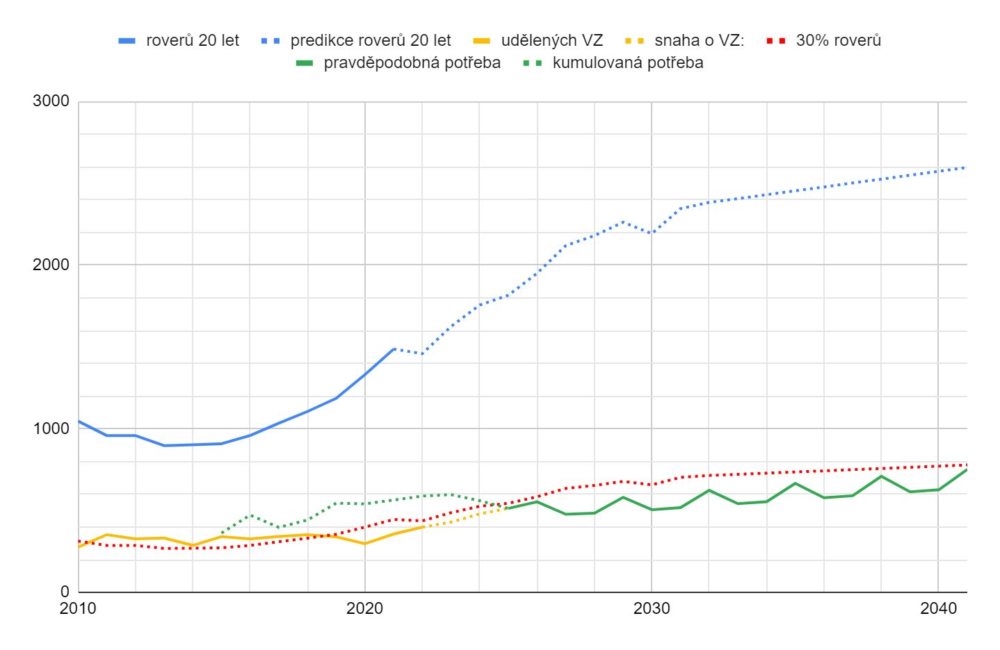 roverů 20 let predikce roverů 20 let udělených VZ snaha o VZ: 30% roverů
pravděpodobná potřeba kumulovaná potřeba
3000
2000
1000
0
2010 2020 2030 2040